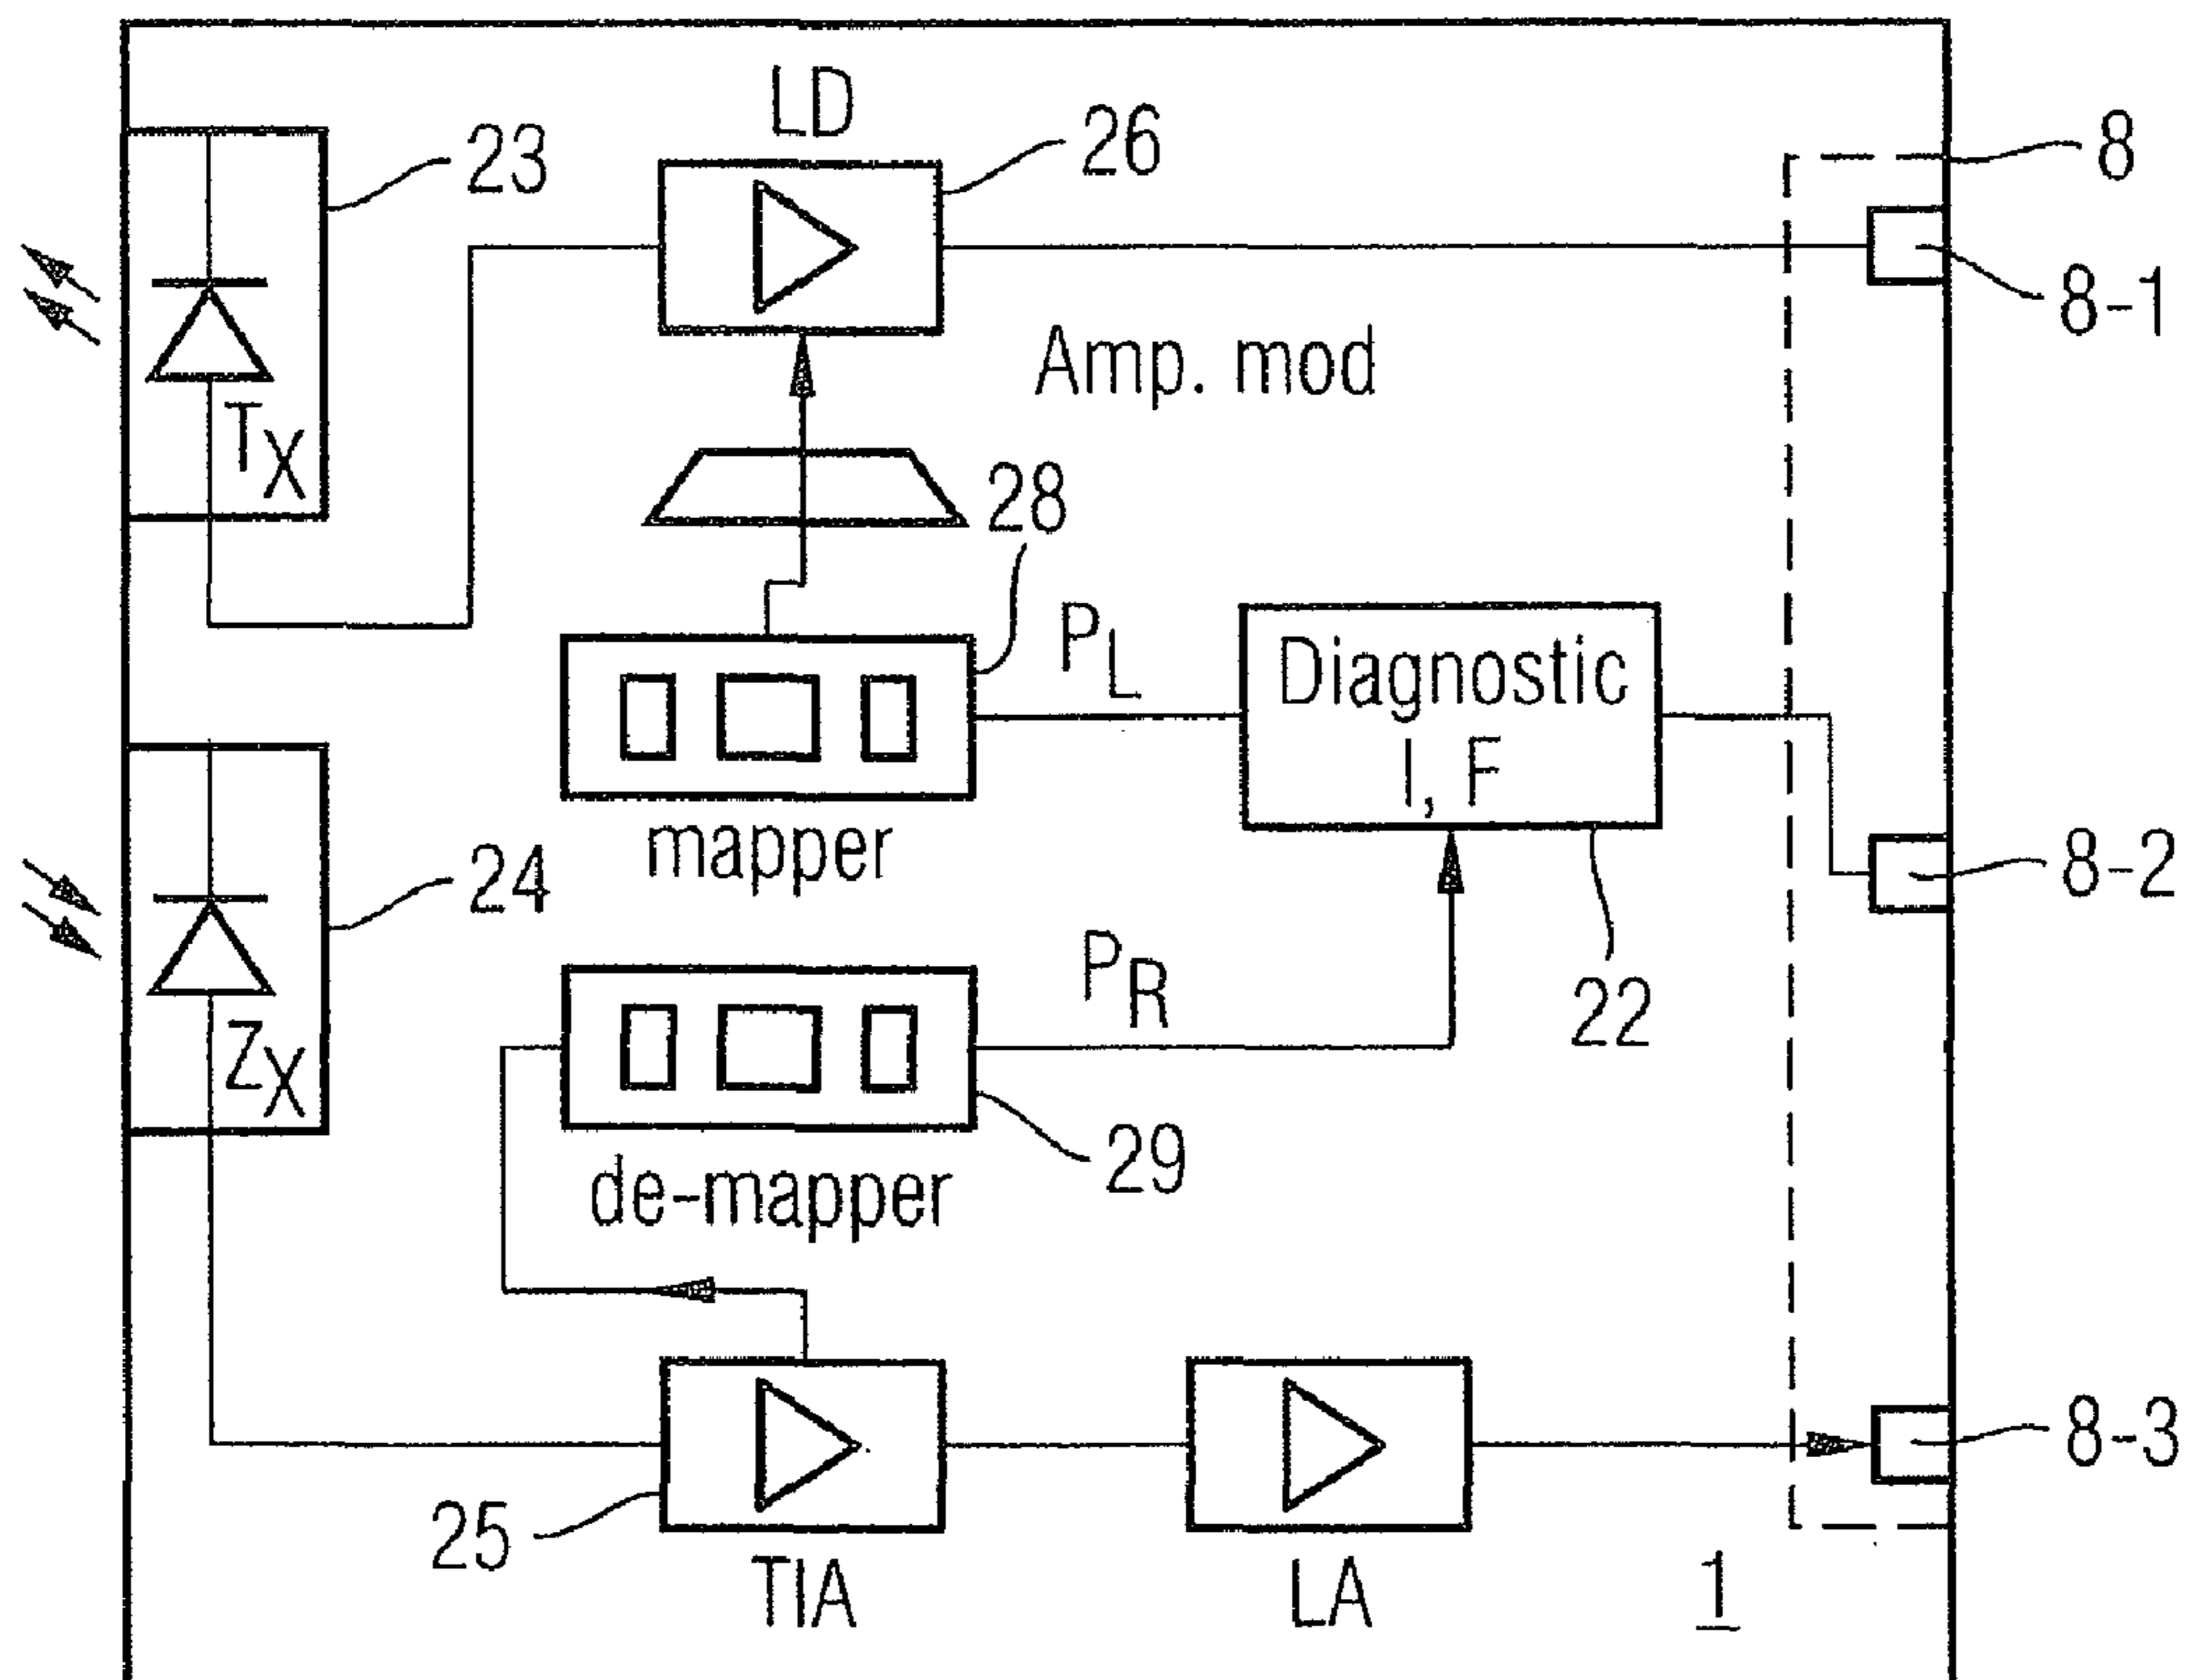 LD
23
26
8
8-1
Amp. mod
TX
28
PL
Diagnostic
I, F
mapper
24
8-2
PR
22
ZX
29
de-mapper
8-3
25
TIA
LA
1